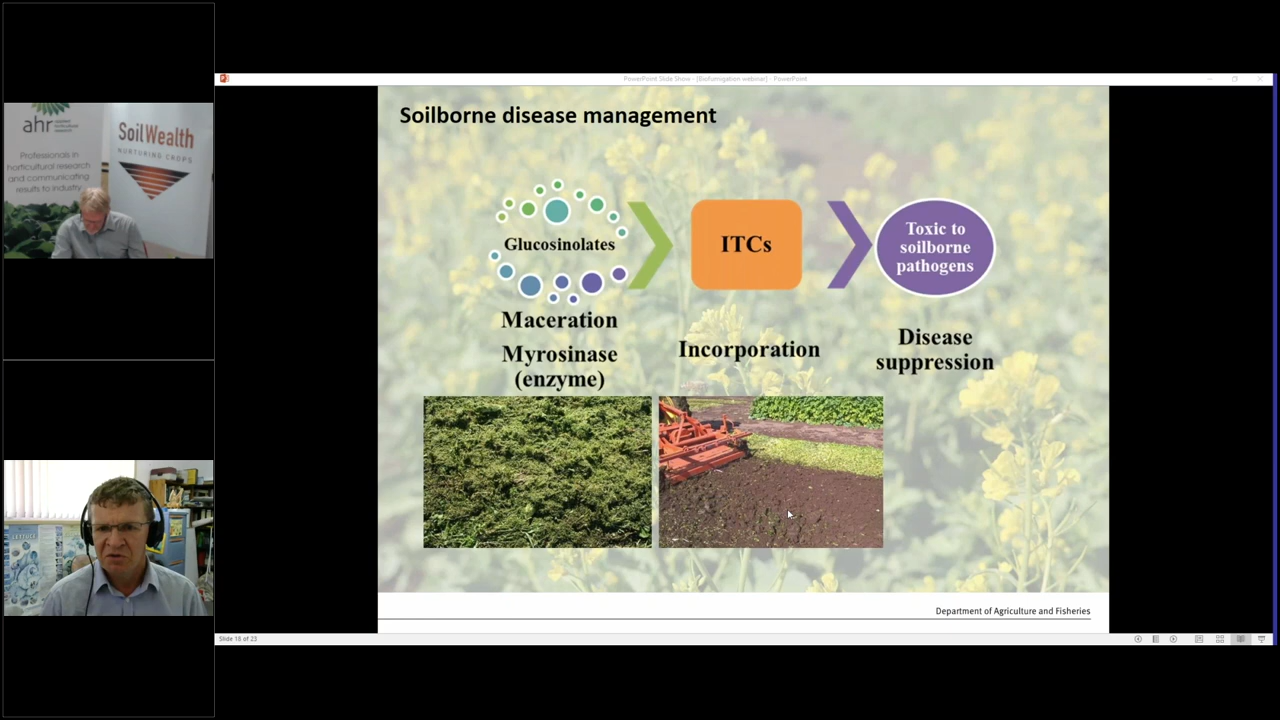 PowerPoint Slide Show - [Biofumigation webinar] - PowerPoint
Soilborne disease management
Glucosinolates
ITCs
Toxic to
soilborne
pathogens
Maceration
Myrosinase
(enzyme)
Incorporation
Disease
suppression
Department of Agriculture and Fisheries
Slide 18 of 23
ahr
Professionals in
horticultural research
and communicating
results to industry
SoilWealth
NURTURING CROPS
LETTUCE